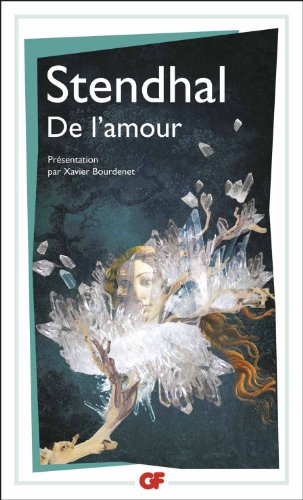 Stendhal
De l'amour
Présentation
par Xavier Bourdenet
GF